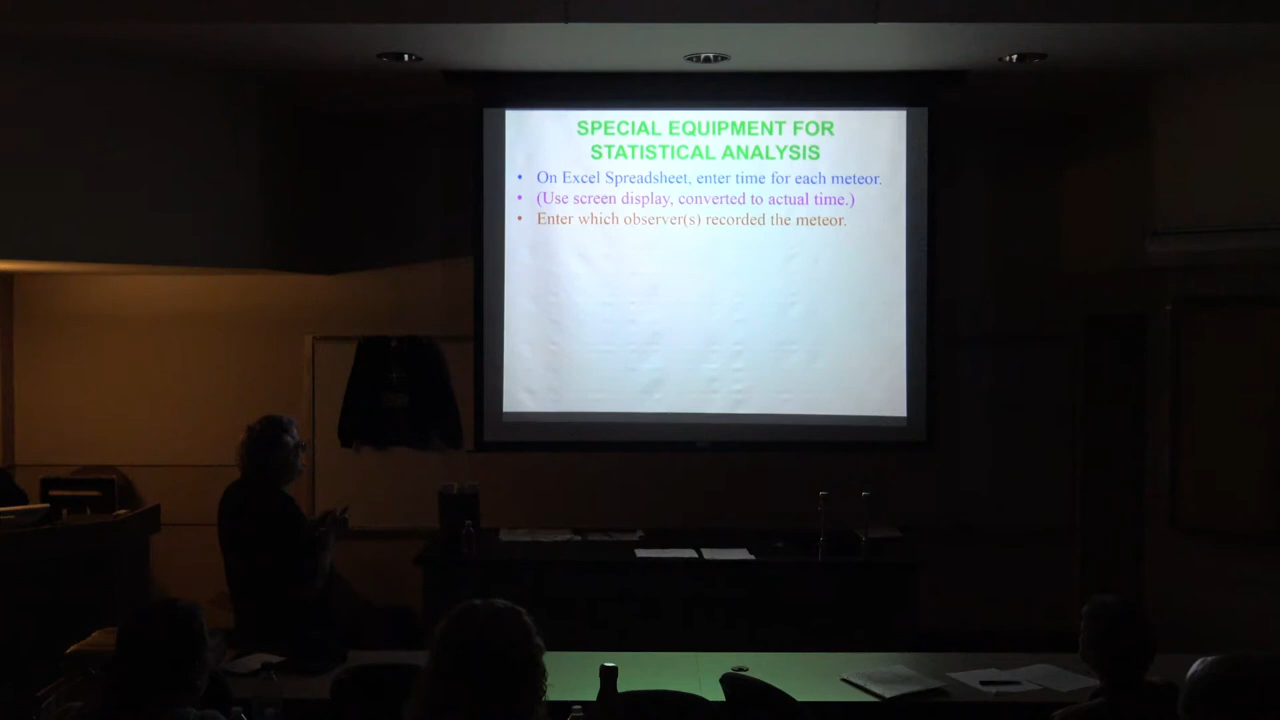 SPECIAL EQUIPMENT FOR
STATISTICAL ANALYSIS
• On Excel Spreadsheet, enter time for each meteor.
• (Use screen display, converted to actual time.)
• Enter which observer(s) recorded the meteor.